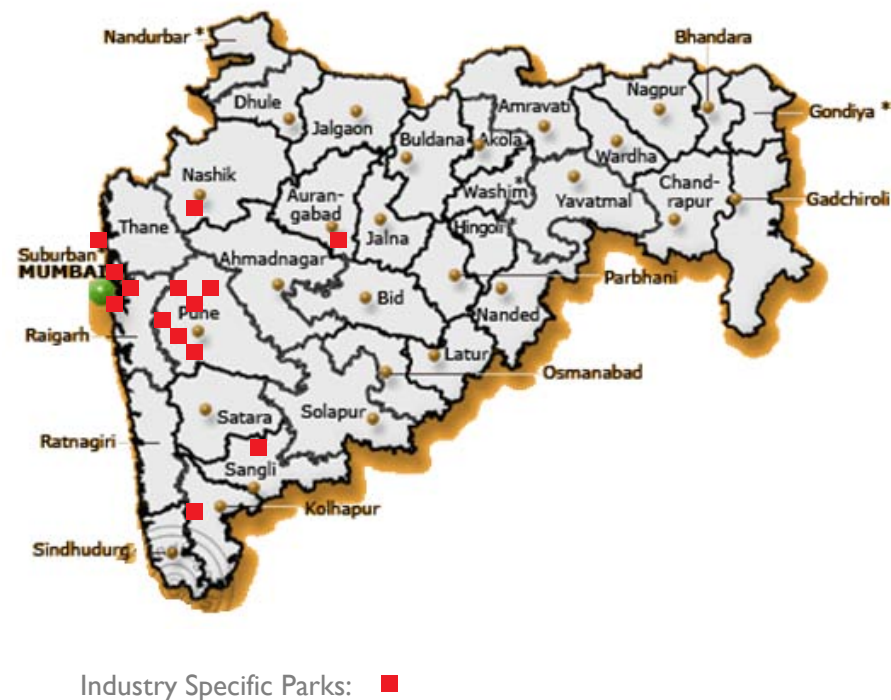 Nandurbar *
Bhandara
Dhule
Jalgaon
Amravati
Nagpur
Gondiya *
Buldana
Akola
Wardha
Nashik
Auran-
gabad
Washim*
Yavatmal
Chand-
rapur
Gadchiroli
Thane
Jalna
Hingoli*
Suburban*
MUMBAI
Ahmadnagar
Parbhani
Bid
Pune
Nanded
Raigarh
Latur
Osmanabad
Satara
Solapur
Ratnagiri
Sangli
Kolhapur
Sindhudurg
Industry Specific Parks: